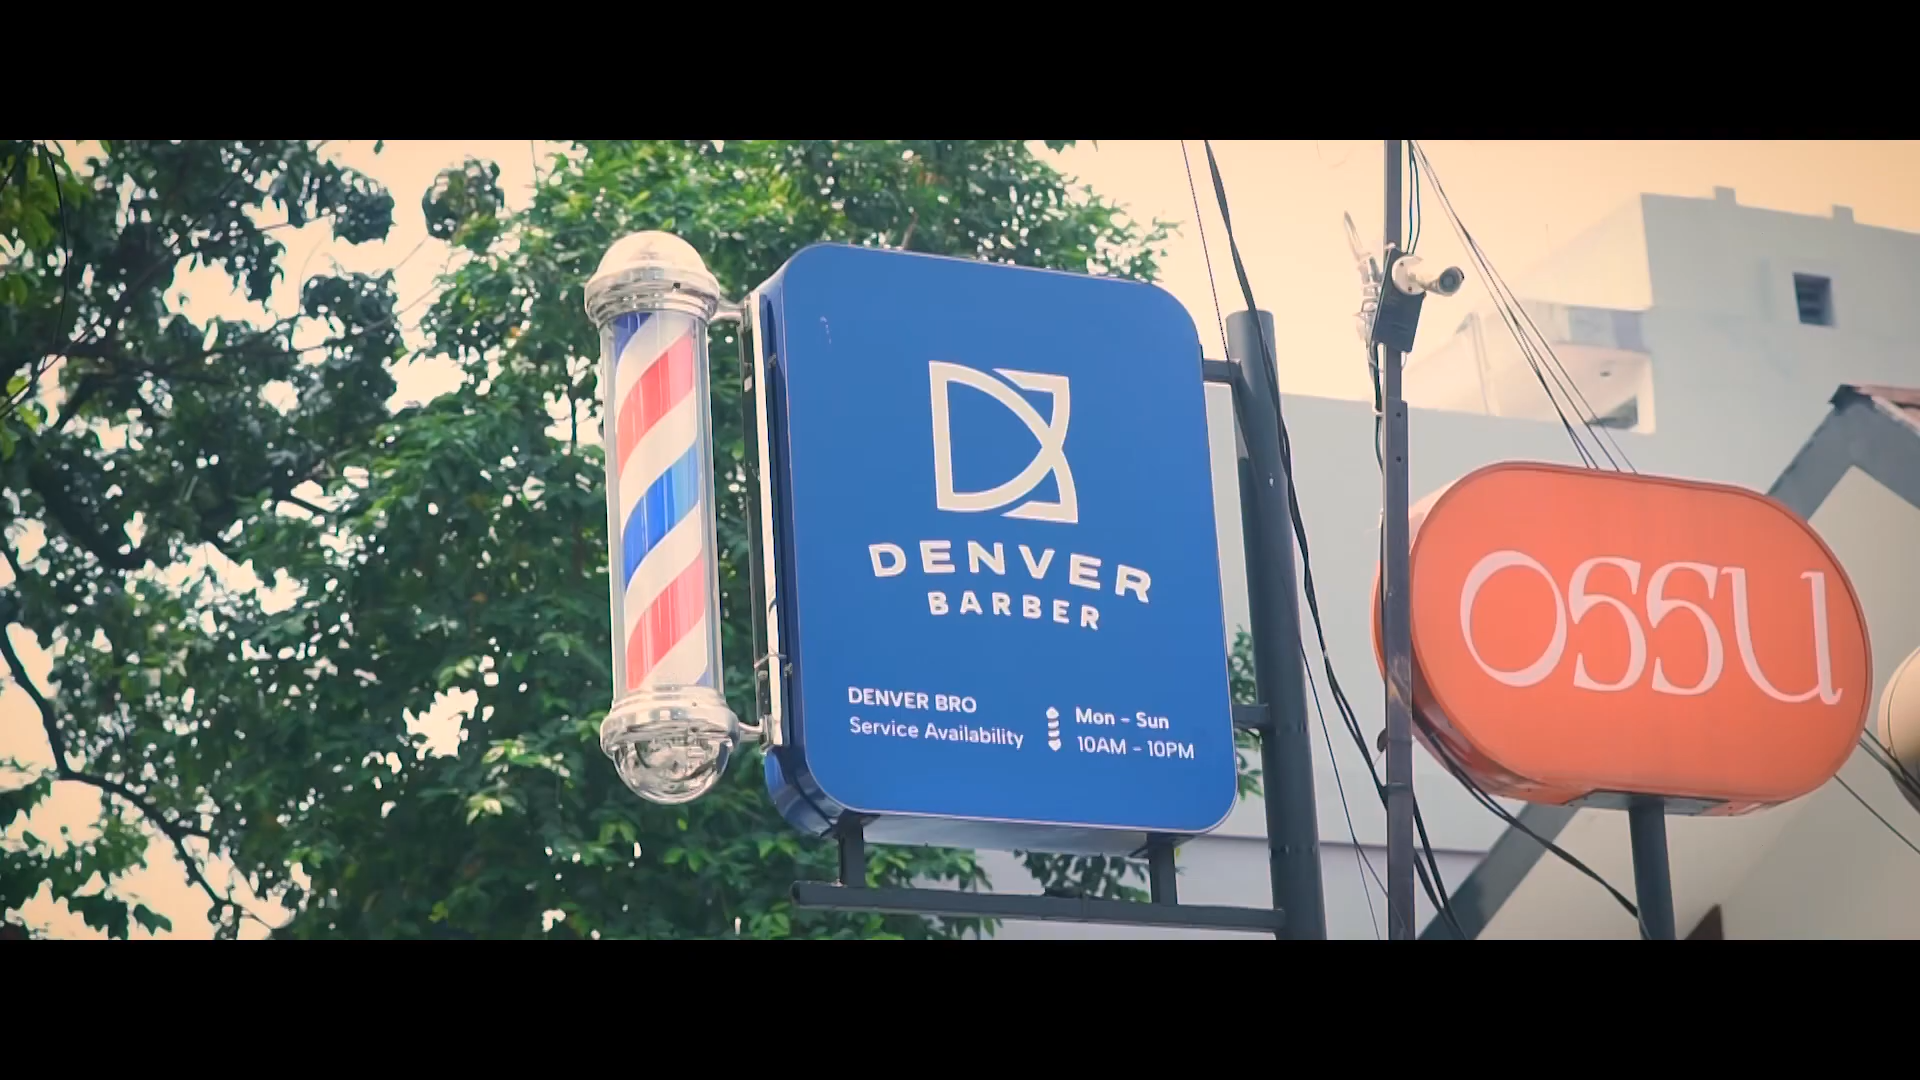 DENVER
BARBER
DENVER BRO
Service Availability
Mon - Sun
10AM - 10PM
OSSU